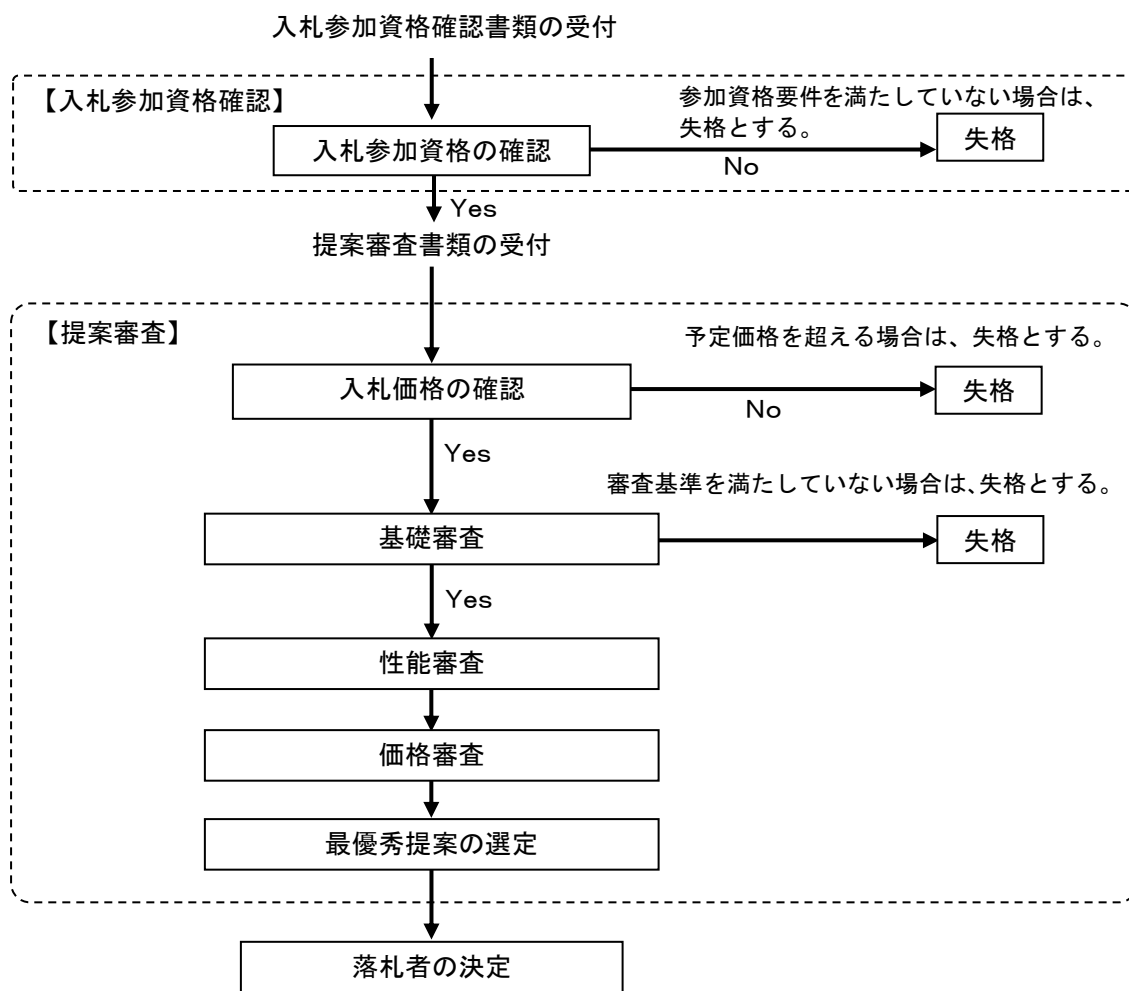 入札参加資格確認書類の受付
【入札参加資格確認】
参加資格要件を満たしていない場合は、
失格とする。
入札参加資格の確認
No
失格
Yes
提案審査書類の受付
【提案審査】
予定価格を超える場合は、失格とする。
入札価格の確認
No
失格
Yes
審査基準を満たしていない場合は、失格とする。
基礎審査
失格
Yes
性能審査
価格審査
最優秀提案の選定
落札者の決定